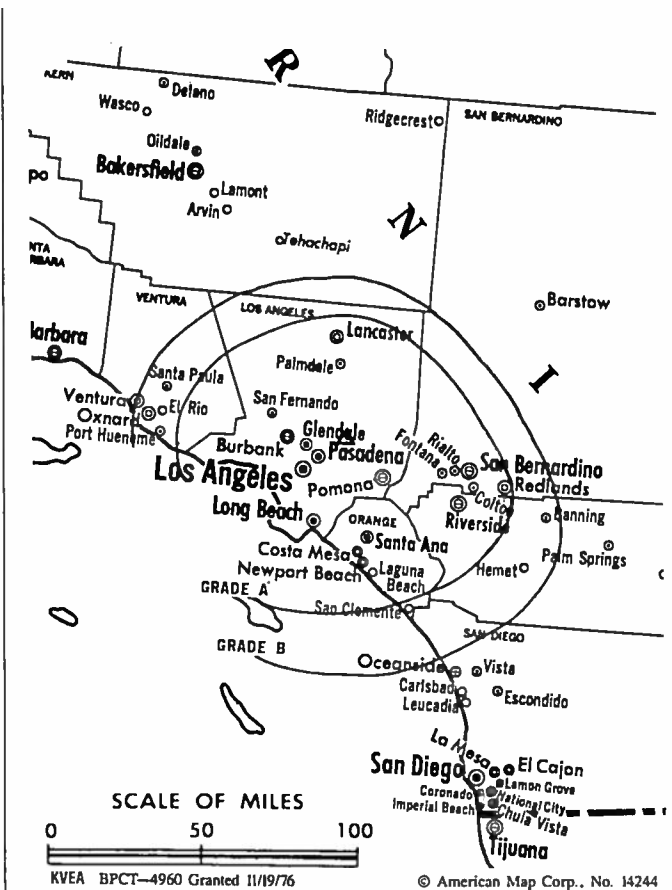 R
KERN
Delano
Wasco
Ridgecrest
SAN BERNARDINO
Oildale
Bakersfield
po
Lamont
Arvin
N
Tehachapi
NTA
RBARA
VENTURA
LOS ANGELES
Barstow
arbara
Lancaster
Palmdale
I
Santa Paula
Ventura
El Rio
San Fernando
Oxnard
Port Hueneme
Burbank
Glendale
Pasadena
Los Angeles
Fontana
Rialto
San Bernardino
Redlands
Pomona
Colton
Long Beach
ORANGE
Riverside
Banning
Santa Ana
Costa Mesa
Palm Springs
Newport Beach
Laguna
Beach
Hemet
GRADE A
San Clemente
SAN DIEGO
GRADE B
Oceanside
Vista
Carlsbad
Escondido
Leucadia
La Mesa
El Cajon
San Diego
Lamon Grove
Coronado
National City
Imperial Beach
Chula Vista
Tijuana
SCALE OF MILES
0 50 100
KVEA BPCT—4960 Granted 11/19/76
© American Map Corp., No. 14244